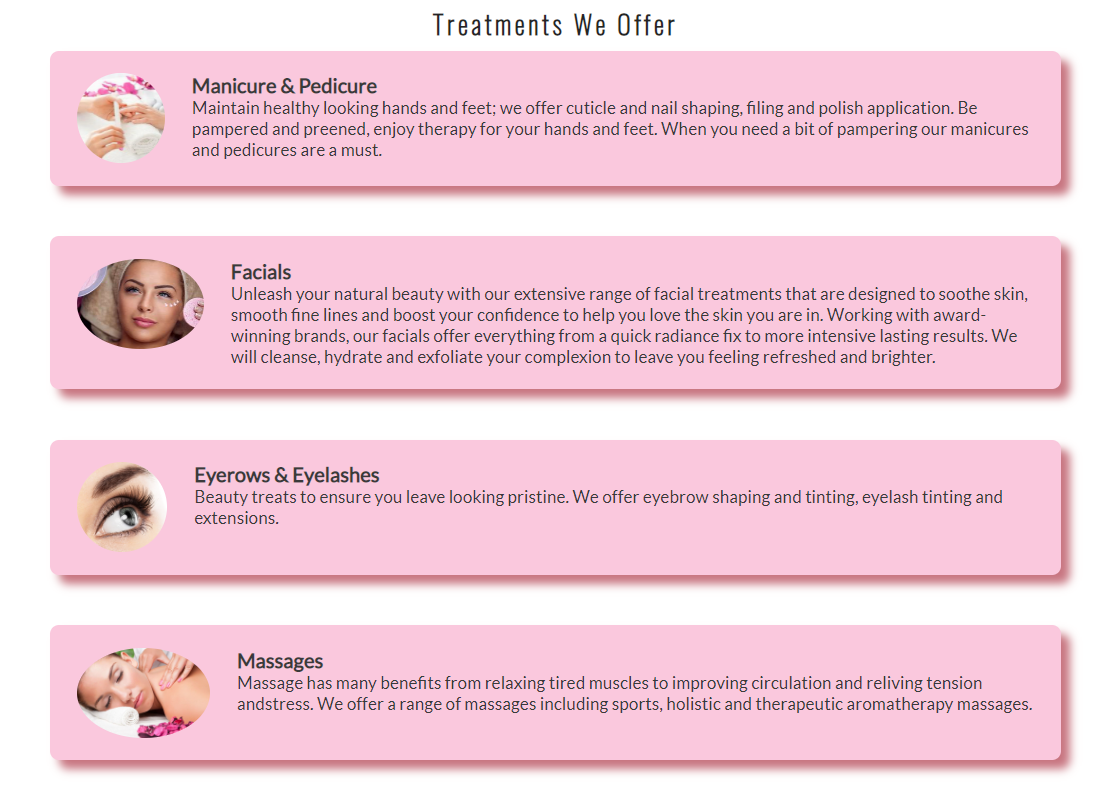 Treatments We Offer
Manicure & Pedicure
Maintain healthy looking hands and feet; we offer cuticle and nail shaping, filing and polish application. Be
pampered and preened, enjoy therapy for your hands and feet. When you need a bit of pampering our manicures
and pedicures are a must.
Facials
Unleash your natural beauty with our extensive range of facial treatments that are designed to soothe skin,
smooth fine lines and boost your confidence to help you love the skin you are in. Working with award-
winning brands, our facials offer everything from a quick radiance fix to more intensive lasting results. We
will cleanse, hydrate and exfoliate your complexion to leave you feeling refreshed and brighter.
Eyerows & Eyelashes
Beauty treats to ensure you leave looking pristine. We offer eyebrow shaping and tinting, eyelash tinting and
extensions.
Massages
Massage has many benefits from relaxing tired muscles to improving circulation and reliving tension
andstress. We offer a range of massages including sports, holistic and therapeutic aromatherapy massages.